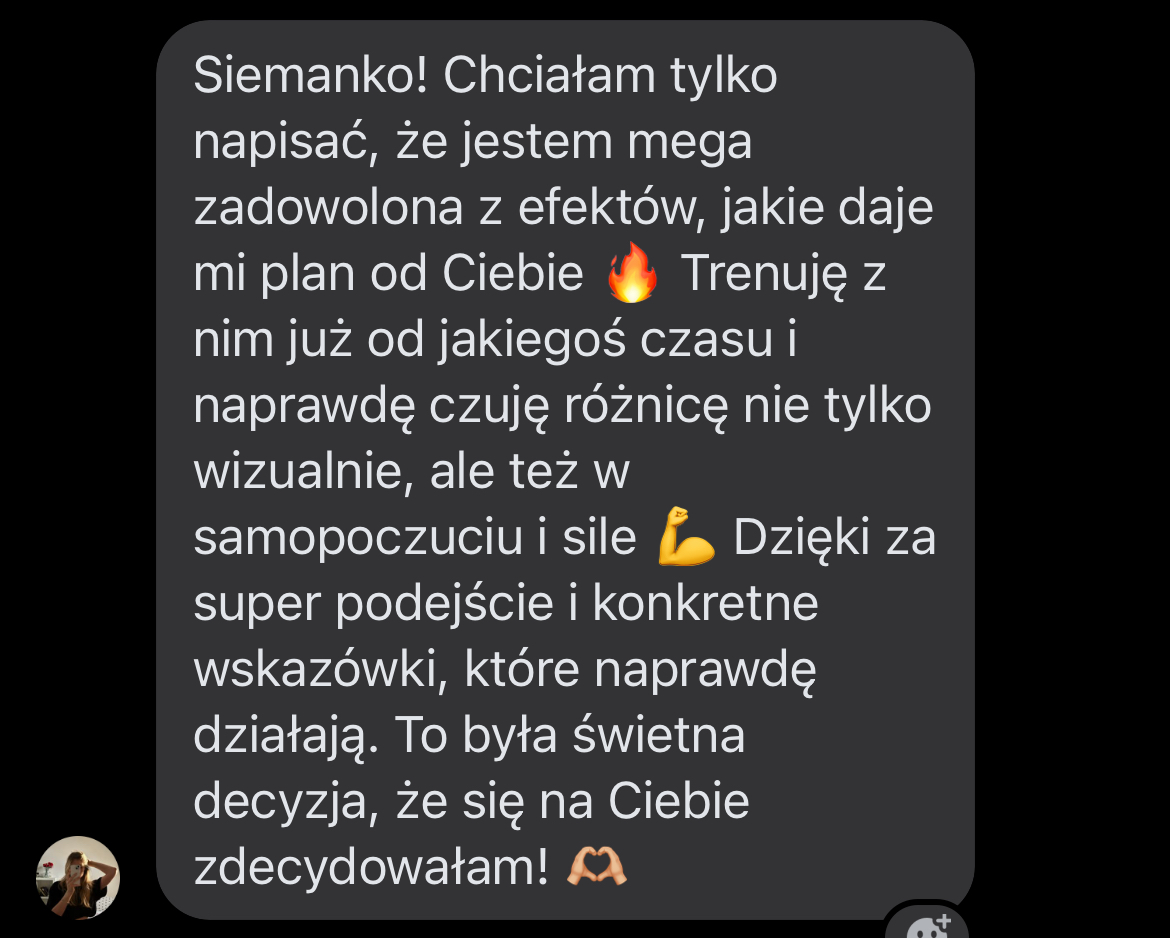 Siemanko! Chciałam tylko
napisać, że jestem mega
zadowolona z efektów, jakie daje
mi plan od Ciebie 🔥 Trenuję z
nim już od jakiegoś czasu i
naprawdę czuję różnicę nie tylko
wizualnie, ale też w
samopoczuciu i sile 💪 Dzięki za
super podejście i konkretne
wskazówki, które naprawdę
działają. To była świetna
decyzja, że się na Ciebie
zdecydowałam! 🫶🏼